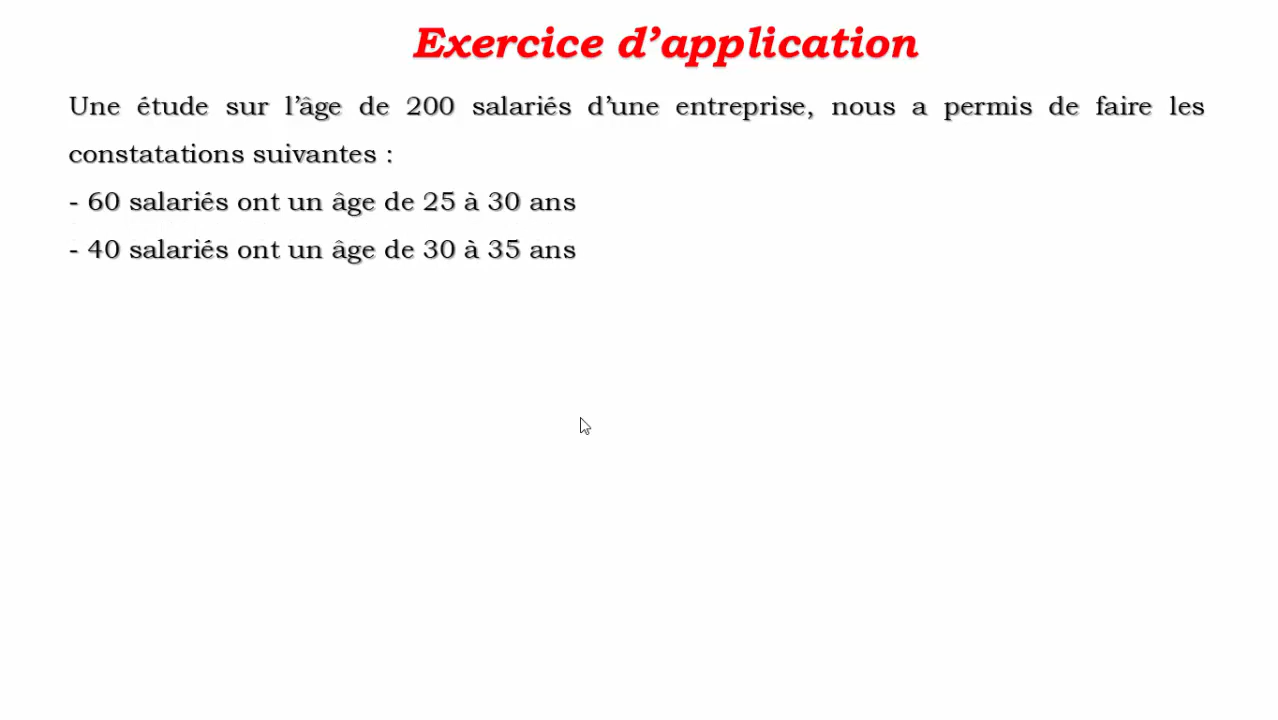 Exercice d’application
Une étude sur l’âge de 200 salariés d’une entreprise, nous a permis de faire les
constatations suivantes :
- 60 salariés ont un âge de 25 à 30 ans
- 40 salariés ont un âge de 30 à 35 ans